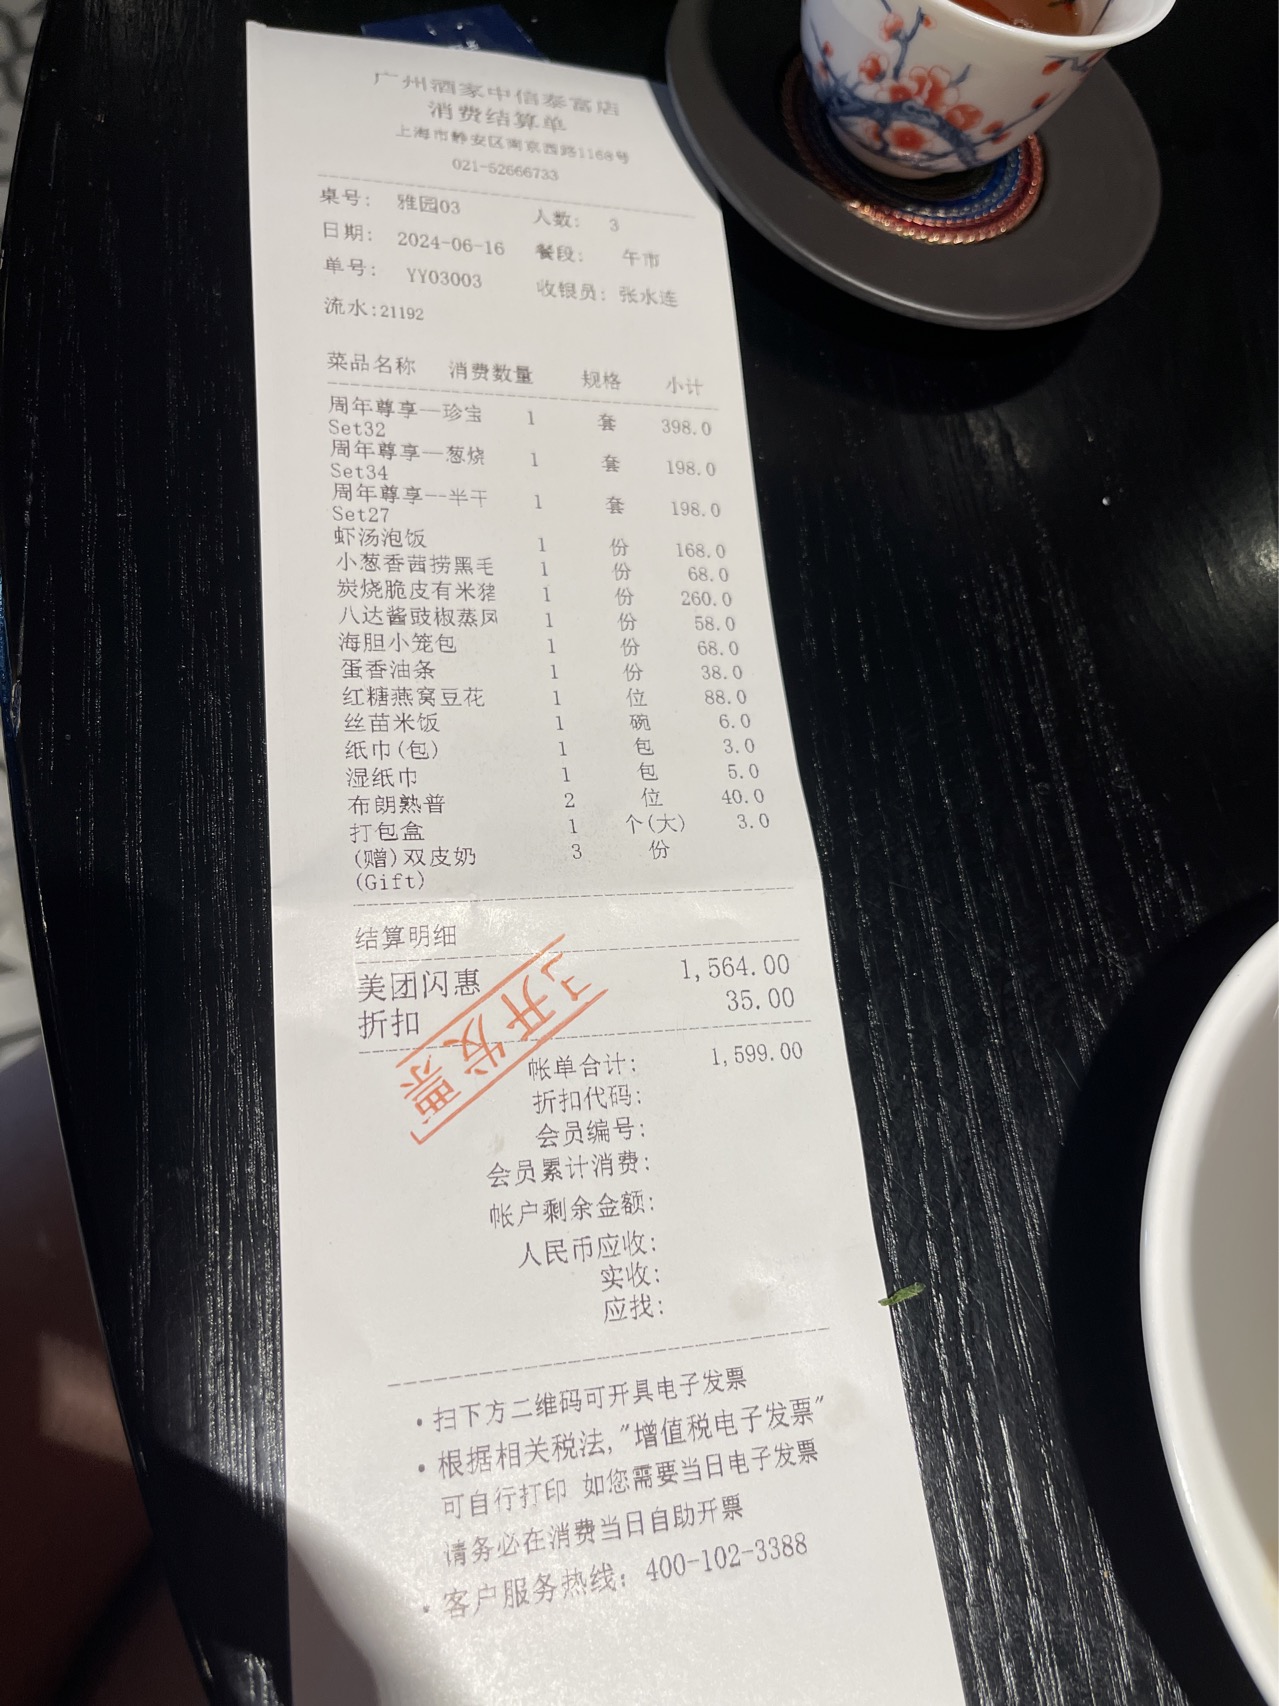 广州酒家中信泰富店
消费结算单
上海市静安区南京西路1168号
021-52666733
桌号: 雅园03 人数: 3
日期: 2024-06-16 餐段: 午市
单号: YY03003 收银员: 张水连
流水:21192
菜品名称 消费数量 规格 小计
周年尊享一珍宝 1 套 398.0
Set32
周年尊享一葱烧 1 套 198.0
Set34
周年尊享--半干 1 套 198.0
Set27
虾汤泡饭 1 份 168.0
小葱香茜捞黑毛 1 份 68.0
炭烧脆皮有米猪 1 份 260.0
八达酱豉椒蒸凤 1 份 58.0
海胆小笼包 1 份 68.0
蛋香油条 1 份 38.0
红糖燕窝豆花 1 位 88.0
丝苗米饭 1 碗 6.0
纸巾(包) 1 包 3.0
湿纸巾 1 包 5.0
布朗熟普 2 位 40.0
打包盒 1 个(大) 3.0
(赠)双皮奶 3 份
(Gift)
结算明细
美团闪惠 1,564.00
折扣 35.00
已开发票
帐单合计: 1,599.00
折扣代码:
会员编号:
会员累计消费:
帐户剩余金额:
人民币应收:
实收:
应找:
• 扫下方二维码可开具电子发票
• 根据相关税法,"增值税电子发票"
可自行打印 如您需要当日电子发票
请务必在消费当日自助开票
• 客户服务热线: 400-102-3388